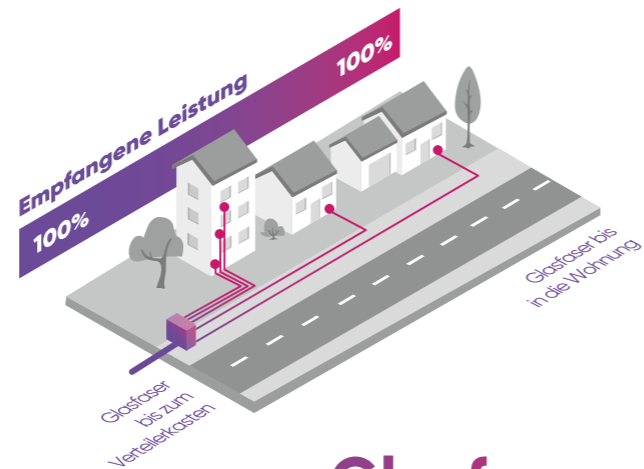 Empfangene Leistung
100%
100%
Glasfaser bis
in die Wohnung
Glasfaser
bis zum
Verteilerkasten